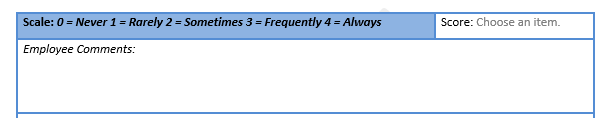 Scale: 0 = Never 1 = Rarely 2 = Sometimes 3 = Frequently 4 = Always Score: Choose an item.
Employee Comments: